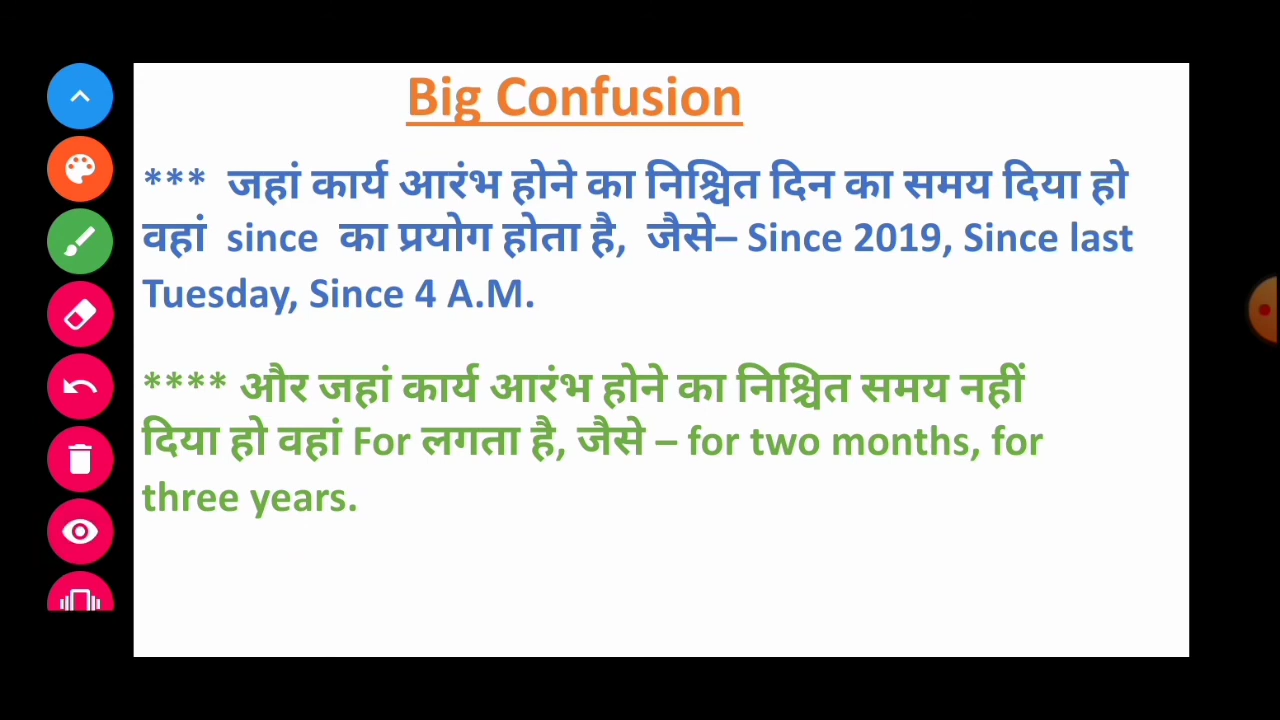 Big Confusion
*** जहां कार्य आरंभ होने का निश्चित दिन का समय दिया हो
वहां since का प्रयोग होता है, जैसे– Since 2019, Since last
Tuesday, Since 4 A.M.
**** और जहां कार्य आरंभ होने का निश्चित समय नहीं
दिया हो वहां For लगता है, जैसे – for two months, for
three years.